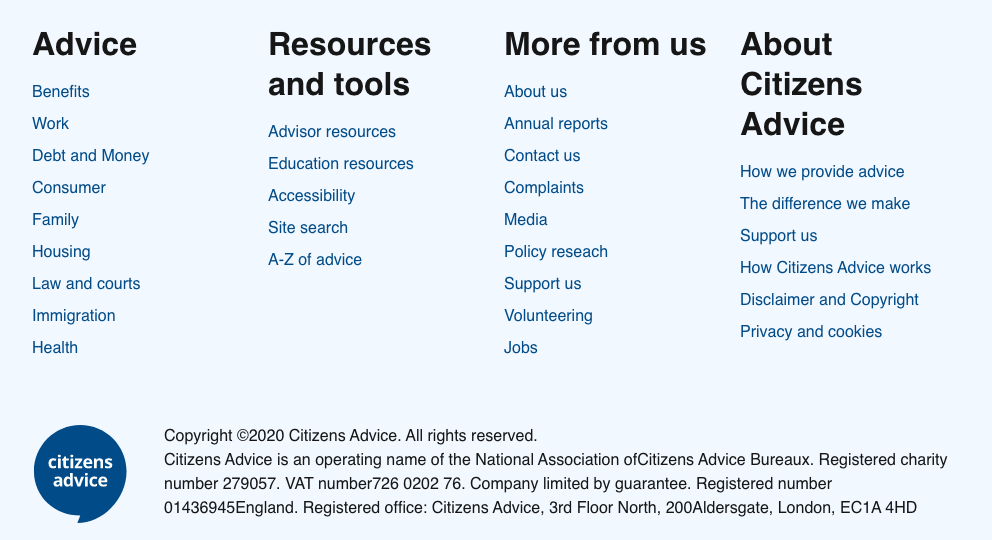 Advice
Benefits
Work
Debt and Money
Consumer
Family
Housing
Law and courts
Immigration
Health
Resources
and tools
Advisor resources
Education resources
Accessibility
Site search
A-Z of advice
More from us
About us
Annual reports
Contact us
Complaints
Media
Policy reseach
Support us
Volunteering
Jobs
About
Citizens
Advice
How we provide advice
The difference we make
Support us
How Citizens Advice works
Disclaimer and Copyright
Privacy and cookies
citizens
advice
Copyright ©2020 Citizens Advice. All rights reserved.
Citizens Advice is an operating name of the National Association ofCitizens Advice Bureaux. Registered charity
number 279057. VAT number726 0202 76. Company limited by guarantee. Registered number
01436945England. Registered office: Citizens Advice, 3rd Floor North, 200Aldersgate, London, EC1A 4HD